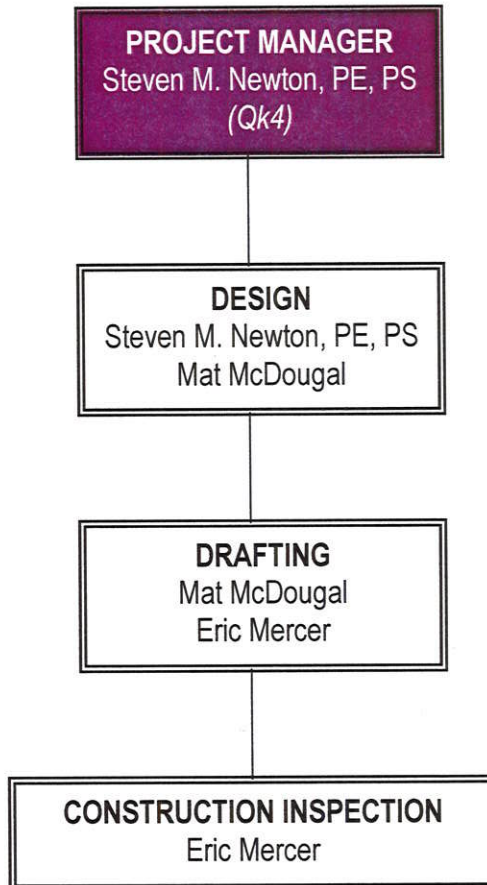 PROJECT MANAGER
Steven M. Newton, PE, PS
(Qk4)
DESIGN
Steven M. Newton, PE, PS
Mat McDougal
DRAFTING
Mat McDougal
Eric Mercer
CONSTRUCTION INSPECTION
Eric Mercer